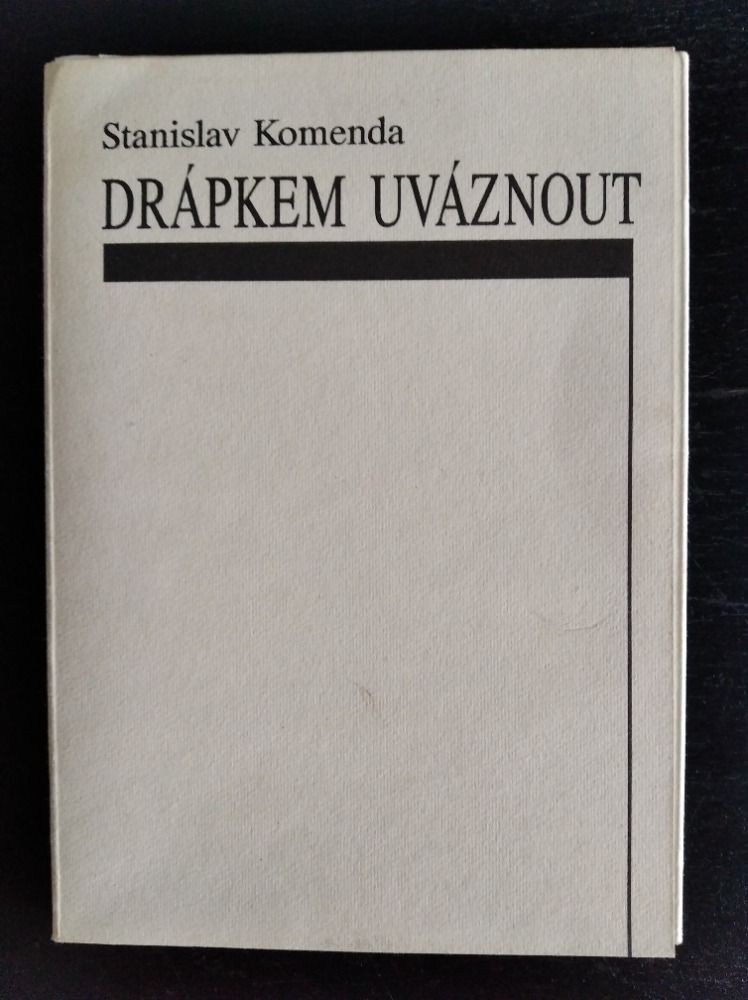 Stanislav Komenda
DRÁPKEM UVÁZNOUT